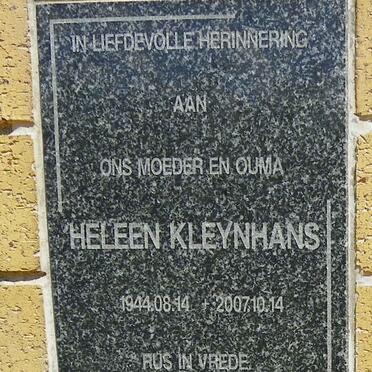 IN LIEFDEVOLLE HERINNERING
AAN
ONS MOEDER EN OUMA
HELEEN KLEYNHANS
1944.08.14 + 2007.10.14
RUS IN VREDE